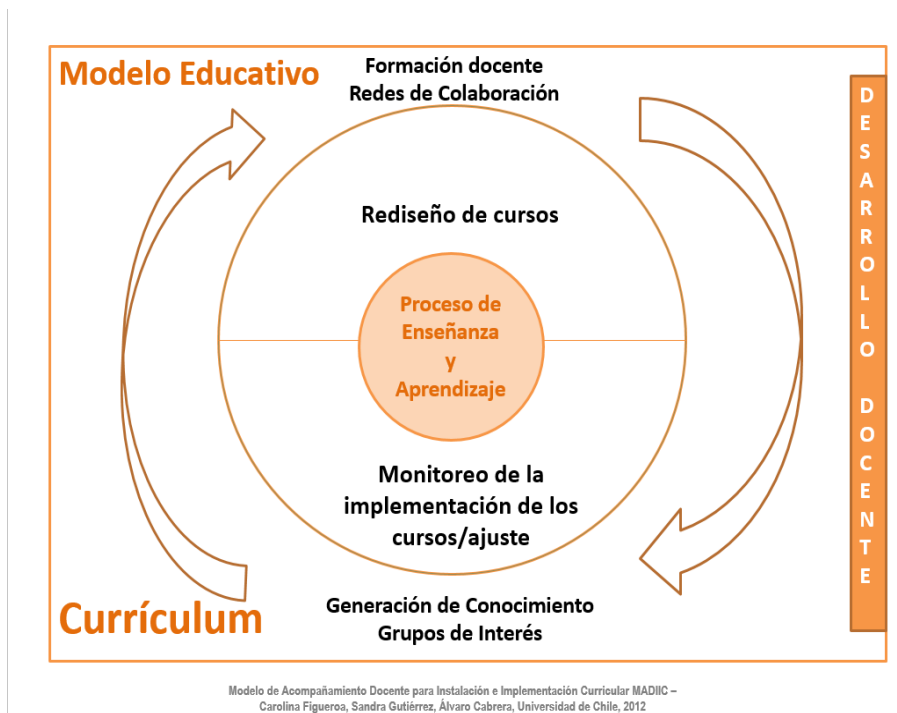 Modelo Educativo
Formación docente
Redes de Colaboración
Rediseño de cursos
Proceso de
Enseñanza
y
Aprendizaje
Monitoreo de la
implementación de los
cursos/ajuste
Currículum
Generación de Conocimiento
Grupos de Interés
DESARROLLO DOCENTE
Modelo de Acompañamiento Docente para Instalación e Implementación Curricular MADIIC –
Carolina Figueroa, Sandra Gutiérrez, Álvaro Cabrera, Universidad de Chile, 2012